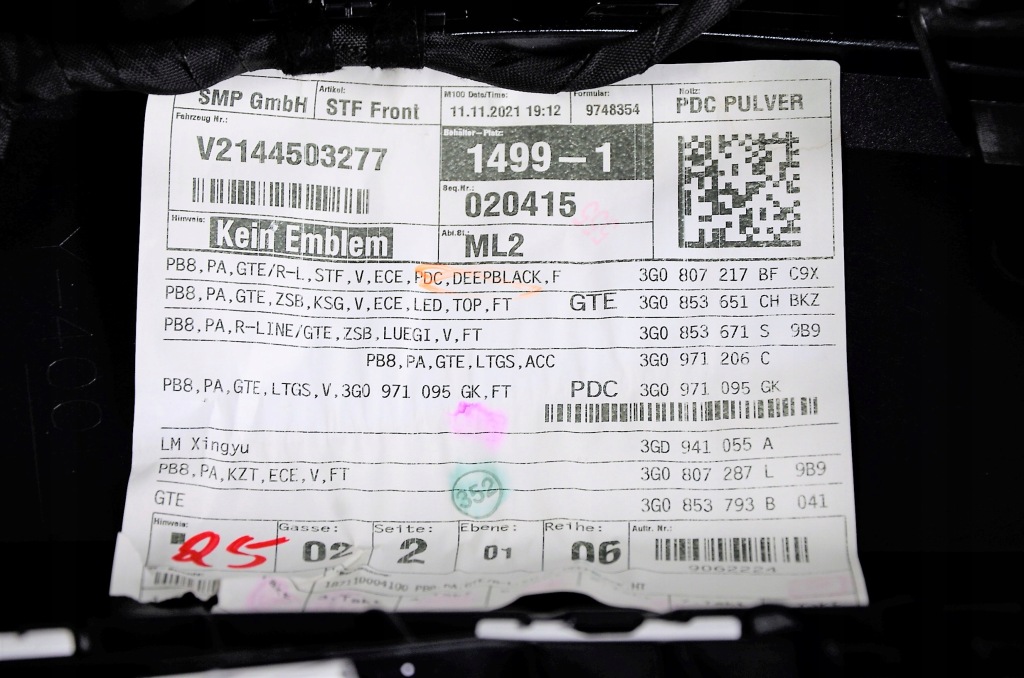 Artikel: M100 Date/Time: Formular: Notiz:
SMP GmbH STF Front 11.11.2021 19:12 9748354 PDC PULVER
Fahrzeug Nr.: Behälter-Platz:
V2144503277 1499-1
Seq.Nr.:
020415
Hinweis: Abl.St.:
Kein Emblem ML2
PB8,PA,GTE/R-L,STF,V,ECE,PDC,DEEPBLACK,F 3G0 807 217 BF C9X
PB8,PA,GTE,ZSB,KSG,V,ECE,LED,TOP,FT GTE 3G0 853 651 CH BKZ
PB8,PA,R-LINE/GTE,ZSB,LUEGI,V,FT 3G0 853 671 S 9B9
PB8,PA,GTE,LTGS,ACC 3G0 971 206 C
PB8,PA,GTE,LTGS,V,3G0 971 095 GK,FT PDC 3G0 971 095 GK
LM Xingyu 3GD 941 055 A
PB8,PA,KZT,ECE,V,FT 3G0 807 287 L 9B9
352
GTE 3G0 853 793 B 041
Hinweis: Gasse: Seite: Ebene: Reihe: Auftr. Nr.:
Q5 02 2 01 06
9062224